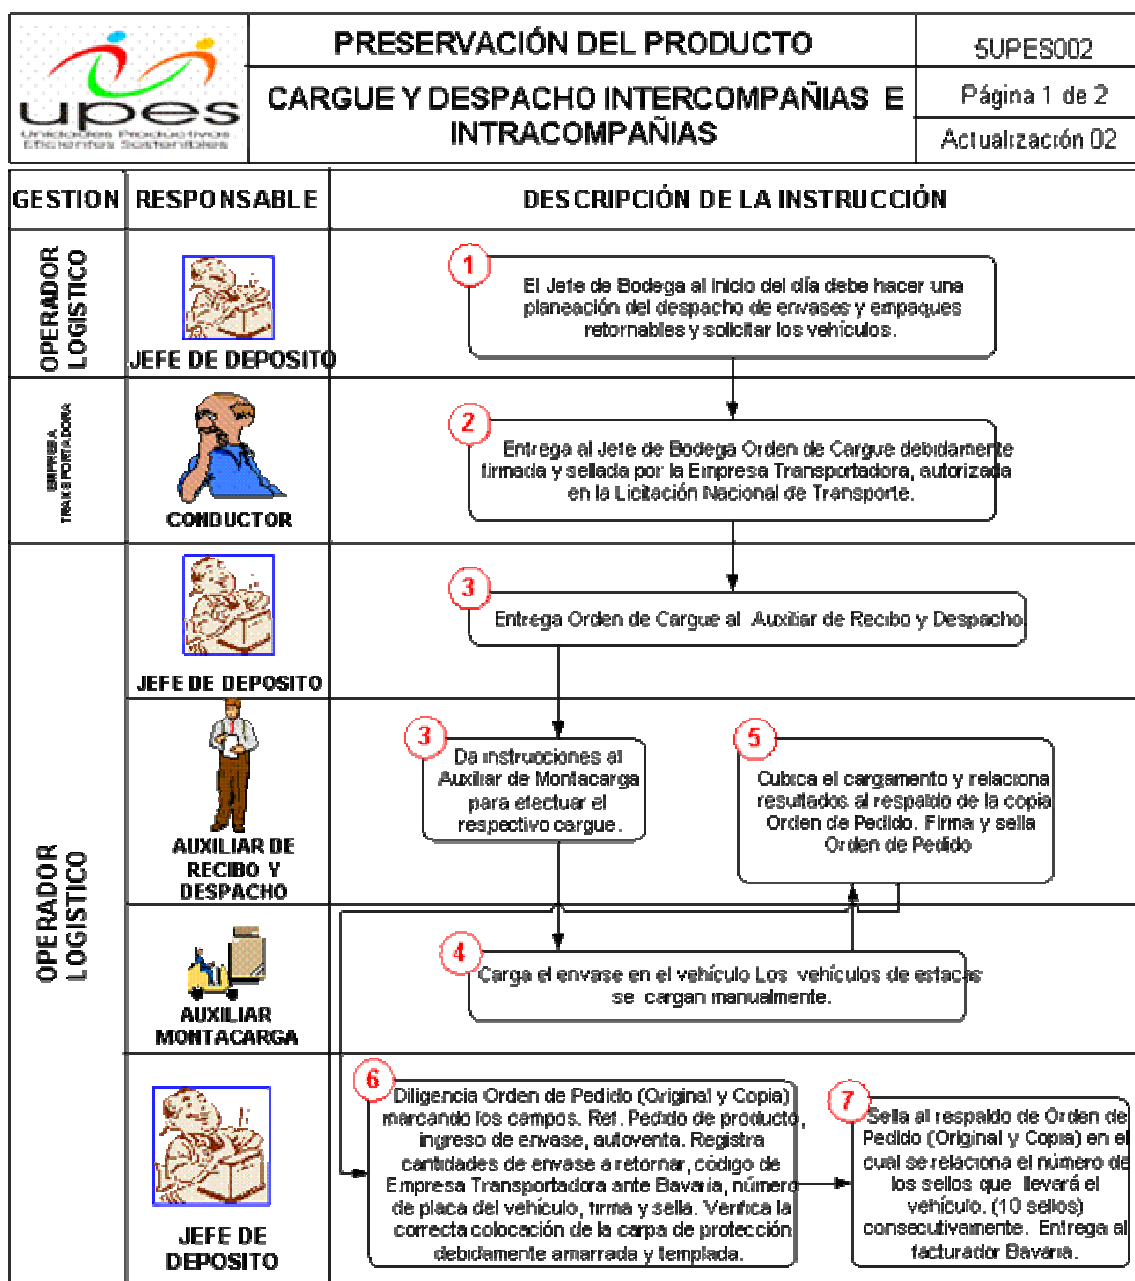 upes
Unidades Productivas
Eficientes Sostenibles
PRESERVACIÓN DEL PRODUCTO
CARGUE Y DESPACHO INTERCOMPAÑIAS E
INTRACOMPAÑIAS
5UPES002
Página 1 de 2
Actualización 02
GESTION
RESPONSABLE
DESCRIPCIÓN DE LA INSTRUCCIÓN
OPERADOR
LOGISTICO
JEFE DE DEPOSITO
1
El Jefe de Bodega al inicio del día debe hacer una
planeación del despacho de envases y empaques
retornables y solicitar los vehículos.
EMPRESA
TRANSPORTADORA
CONDUCTOR
2
Entrega al Jefe de Bodega Orden de Cargue debidamente
firmada y sellada por la Empresa Transportadora, autorizada
en la Licitación Nacional de Transporte.
OPERADOR
LOGISTICO
JEFE DE DEPOSITO
3
Entrega Orden de Cargue al Auxiliar de Recibo y Despacho.
AUXILIAR DE
RECIBO Y
DESPACHO
3
Da instrucciones al
Auxiliar de Montacarga
para efectuar el
respectivo cargue.
5
Cubica el cargamento y relaciona
resultados al respaldo de la copia
Orden de Pedido. Firma y sella
Orden de Pedido
AUXILIAR
MONTACARGA
4
Carga el envase en el vehículo Los vehículos de estacas
se cargan manualmente.
JEFE DE
DEPOSITO
6
Diligencia Orden de Pedido (Original y Copia)
marcando los campos. Ref. Pedido de producto,
ingreso de envase, autoventa. Registra
cantidades de envase a retornar, código de
Empresa Transportadora ante Bavaria, número
de placa del vehículo, firma y sella. Verifica la
correcta colocación de la carpa de protección
debidamente amarrada y templada.
7
Sella al respaldo de Orden de
Pedido (Original y Copia) en el
cual se relaciona el número de
los sellos que llevará el
vehículo. (10 sellos)
consecutivamente. Entrega al
facturador Bavaria.